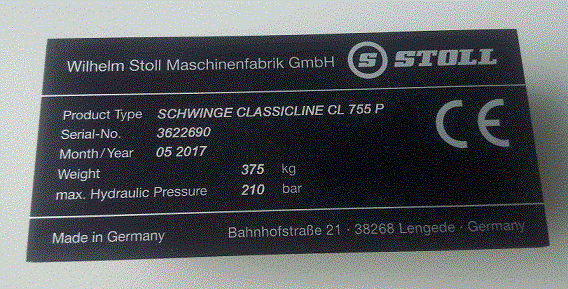 Wilhelm Stoll Maschinenfabrik GmbH S STOLL
Product Type SCHWINGE CLASSICLINE CL 755 P
Serial-No. 3622690
Month/Year 05 2017
Weight 375 kg
max. Hydraulic Pressure 210 bar
CE
Made in Germany Bahnhofstraße 21 · 38268 Lengede · Germany